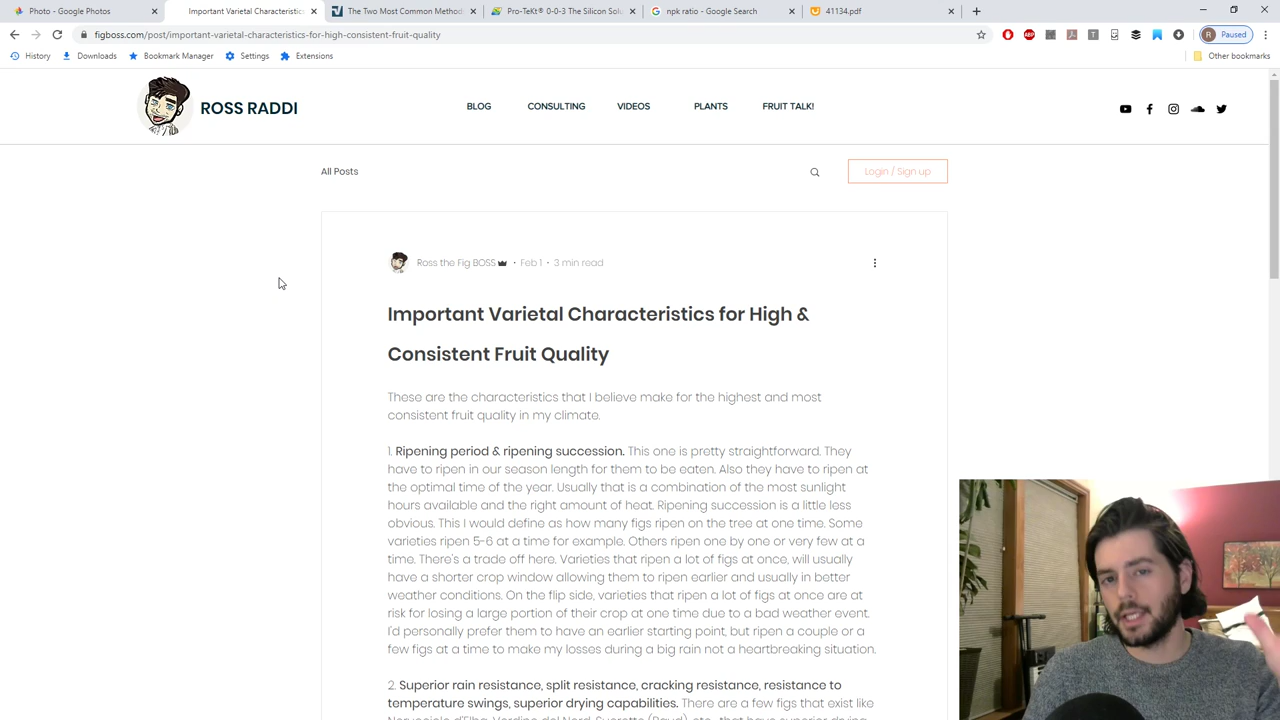 Photo - Google Photos
Important Varietal Characteristics
The Two Most Common Method
Pro-TeKt® 0-0-3 The Silicon Solu
npk ratio - Google Search
41134.pdf
figboss.com/post/important-varietal-characteristics-for-high-consistent-fruit-quality
ABP
R Paused
History
Downloads
Bookmark Manager
Settings
Extensions
Other bookmarks
ROSS RADDI
BLOG
CONSULTING
VIDEOS
PLANTS
FRUIT TALK!
All Posts
Login / Sign up
Ross the Fig BOSS · Feb 1 · 3 min read
Important Varietal Characteristics for High &
Consistent Fruit Quality
These are the characteristics that I believe make for the highest and most
consistent fruit quality in my climate.
1. Ripening period & ripening succession. This one is pretty straightforward. They
have to ripen in our season length for them to be eaten. Also they have to ripen at
the optimal time of the year. Usually that is a combination of the most sunlight
hours available and the right amount of heat. Ripening succession is a little less
obvious. This I would define as how many figs ripen on the tree at one time. Some
varieties ripen 5-6 at a time for example. Others ripen one by one or very few at a
time. There's a trade off here. Varieties that ripen a lot of figs at once, will usually
have a shorter crop window allowing them to ripen earlier and usually in better
weather conditions. On the flip side, varieties that ripen a lot of figs at once are at
risk for losing a large portion of their crop at one time due to a bad weather event.
I'd personally prefer them to have an earlier starting point, but ripen a couple or a
few figs at a time to make my losses during a big rain not a heartbreaking situation.
2. Superior rain resistance, split resistance, cracking resistance, resistance to
temperature swings, superior drying capabilities. There are a few figs that exist like
Nerucciolo d'Elba, Verdino del Nord, Sucrette (Baud), etc., that have superior drying